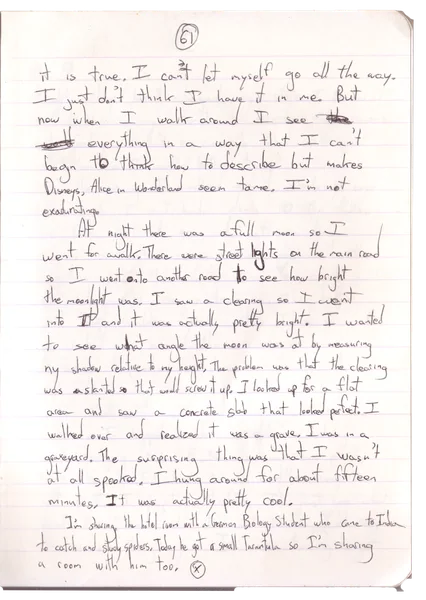 61
it is true. I can't let myself go all the way.
I just don't think I have it in me. But
now when I walk around I see the
everything in a way that I can't
begn to think how to describe but makes
Disneys, Alice in Wonderland seem tame. I'm not
exadurating.
At night there was a full moon so I
went for a walk. There were street lights on the main road
so I went onto another road to see how bright
the moonlight was. I saw a clearing so I went
into it and it was actually pretty bright. I wanted
to see what angle the moon was at by measuring
my shadow relative to my height. The problem was that the clearing
was slanted so that would screw it up. I looked up for a flat
area and saw a concrete slab that looked perfect. I
walked over and realized it was a grave. I was in a
graveyard. The surprising thing was that I wasn't
at all spooked. I hung around for about fifteen
minutes. It was actually pretty cool.
I'm sharing the hotel room with a German Biology Student who came to India
to catch and study spiders. Today he got a small Tarantula so I'm sharing
a room with him too. x